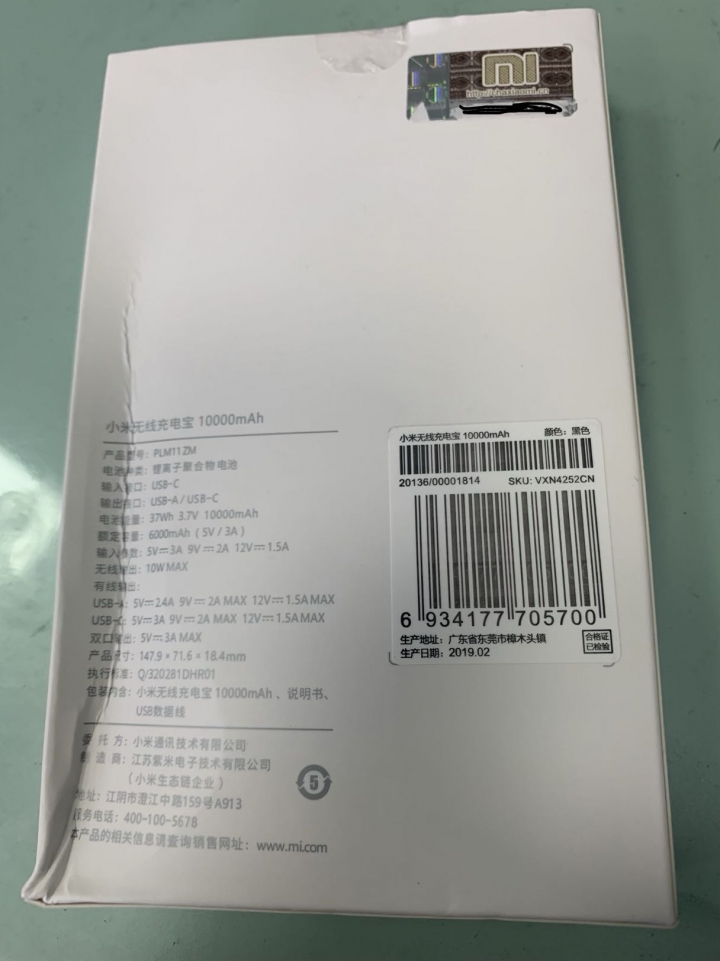 mi
http://chaxiaomi.cn
小米无线充电宝 10000mAh
产品型号: PLM11ZM
电池种类: 锂离子聚合物电池
输入接口: USB-C
输出接口: USB-A / USB-C
电池能量: 37Wh 3.7V 10000mAh
额定容量: 6000mAh ( 5V / 3A )
输入参数: 5V⎓3A 9V⎓2A 12V⎓1.5A
无线输出: 10W MAX
有线输出:
USB-A: 5V⎓2.4A 9V⎓2A MAX 12V⎓1.5A MAX
USB-C: 5V⎓3A 9V⎓2A MAX 12V⎓1.5A MAX
双口输出: 5V⎓3A MAX
产品尺寸: 147.9 × 71.6 × 18.4mm
执行标准: Q/320281DHR01
包装内含: 小米无线充电宝 10000mAh 、说明书、
USB数据线
委 托 方: 小米通讯技术有限公司
制 造 商: 江苏紫米电子技术有限公司
( 小米生态链企业 )
地址: 江阴市澄江中路159号A913
服务电话: 400-100-5678
本产品的相关信息请查询销售网址: www.mi.com
5
小米无线充电宝 10000mAh 颜色: 黑色
20136/00001814 SKU: VXN4252CN
6 934177 705700
生产地址: 广东省东莞市樟木头镇
生产日期: 2019.02
合格证
已检验